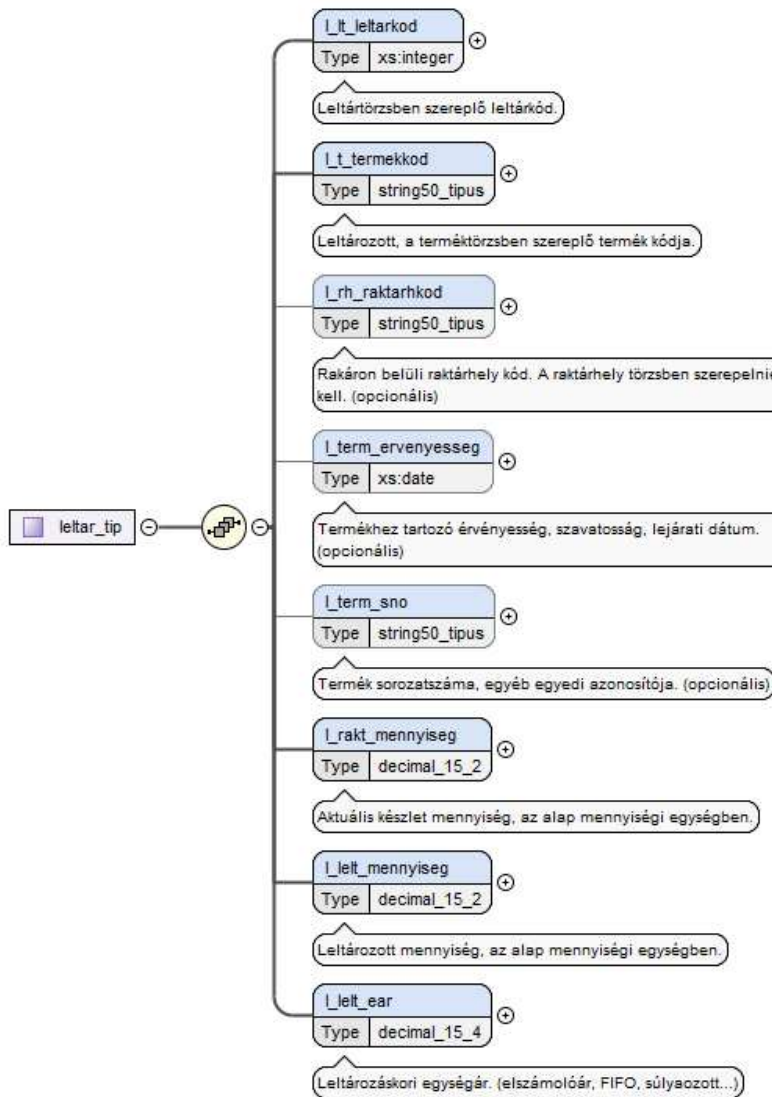 l_lt_leltarkod
Type xs:integer
Leltártörzsben szereplő leltárkód.
l_t_termekkod
Type string50_tipus
Leltározott, a terméktörzsben szereplő termék kódja.
l_rh_raktarhkod
Type string50_tipus
Rakáron belüli raktárhely kód. A raktárhely törzsben szerepelnie
kell. (opcionális)
l_term_ervenyesseg
Type xs:date
Termékhez tartozó érvényesség, szavatosság, lejárati dátum.
(opcionális)
leltar_tip
l_term_sno
Type string50_tipus
Termék sorozatszáma, egyéb egyedi azonosítója. (opcionális)
l_rakt_mennyiseg
Type decimal_15_2
Aktuális készlet mennyiség, az alap mennyiségi egységben.
l_lelt_mennyiseg
Type decimal_15_2
Leltározott mennyiség, az alap mennyiségi egységben.
l_lelt_ear
Type decimal_15_4
Leltározáskori egységár. (elszámolóár, FIFO, súlyaozott...)